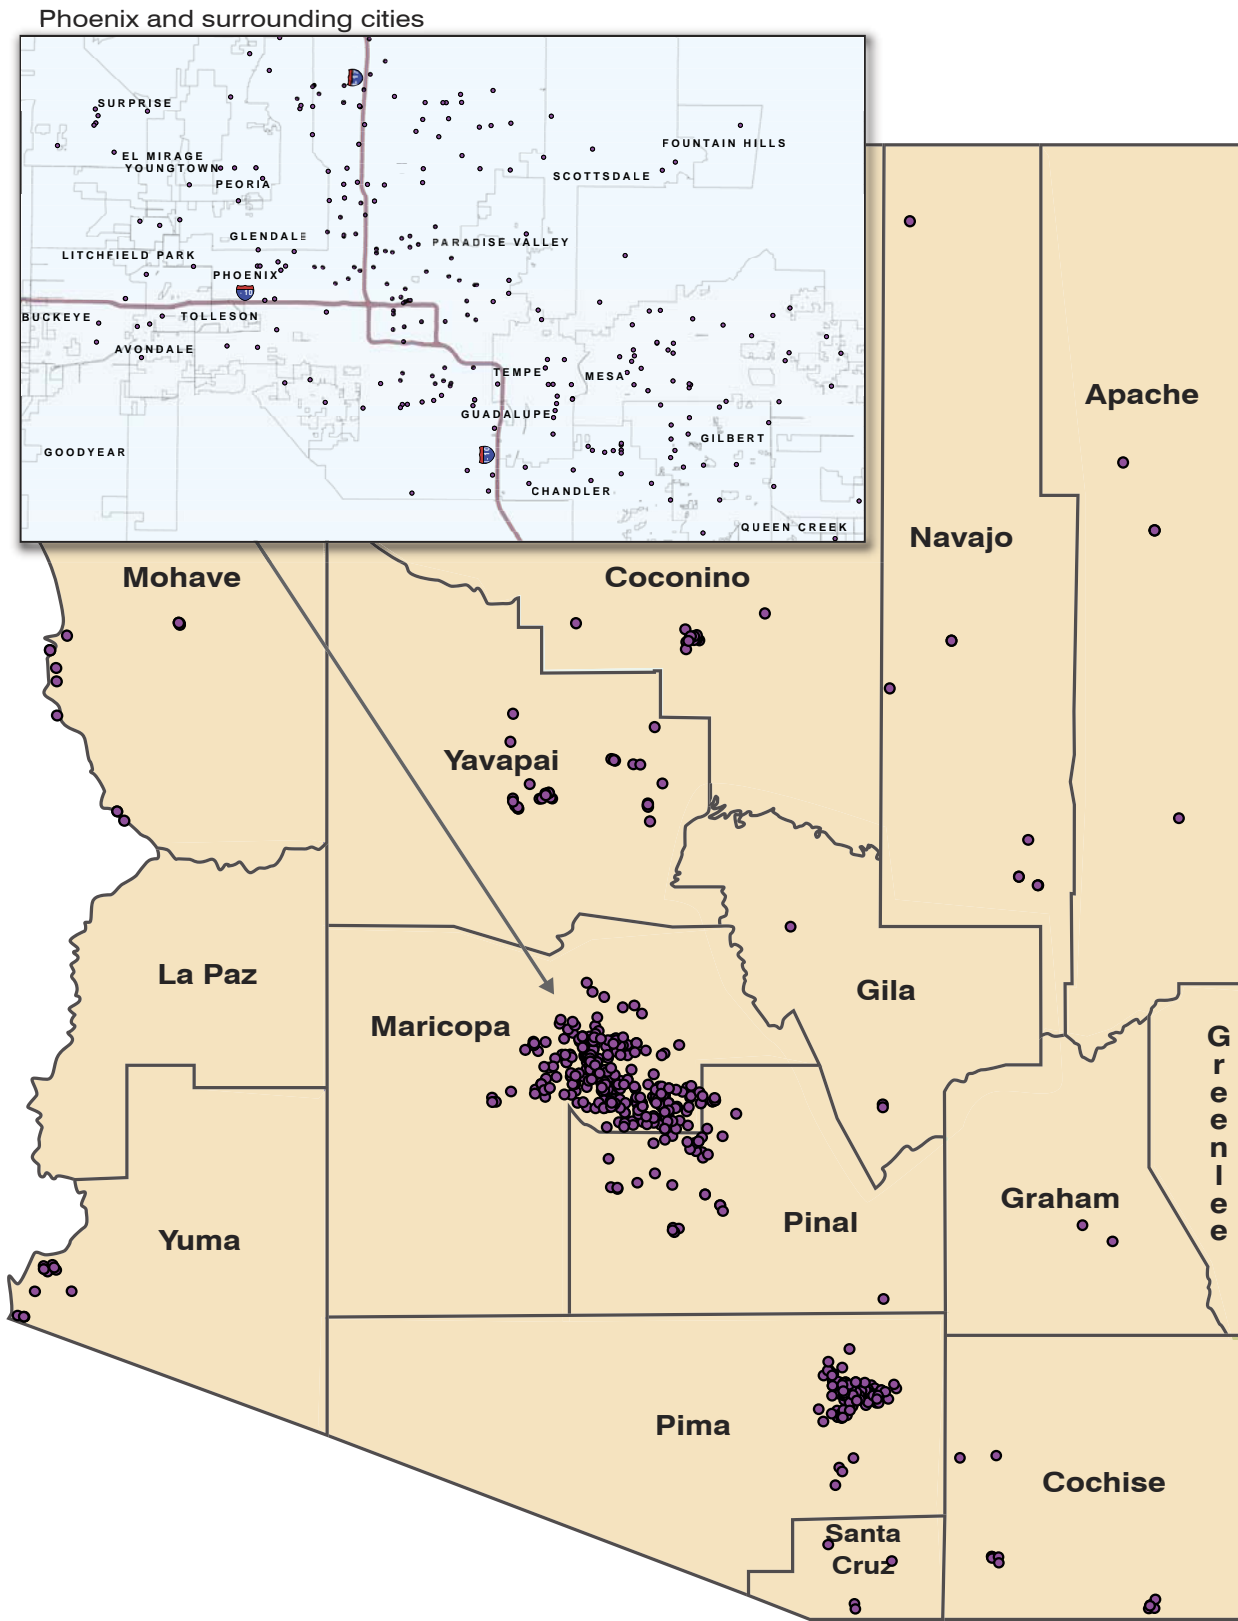 Phoenix and surrounding cities
SURPRISE
FOUNTAIN HILLS
EL MIRAGE
YOUNGTOWN
SCOTTSDALE
PEORIA
GLENDALE
PARADISE VALLEY
LITCHFIELD PARK
PHOENIX
10
BUCKEYE
TOLLESON
AVONDALE
TEMPE
MESA
GUADALUPE
GILBERT
GOODYEAR
CHANDLER
QUEEN CREEK
Apache
Navajo
Mohave
Coconino
Yavapai
La Paz
Gila
Maricopa
Greenlee
Graham
Pinal
Yuma
Pima
Cochise
Santa
Cruz